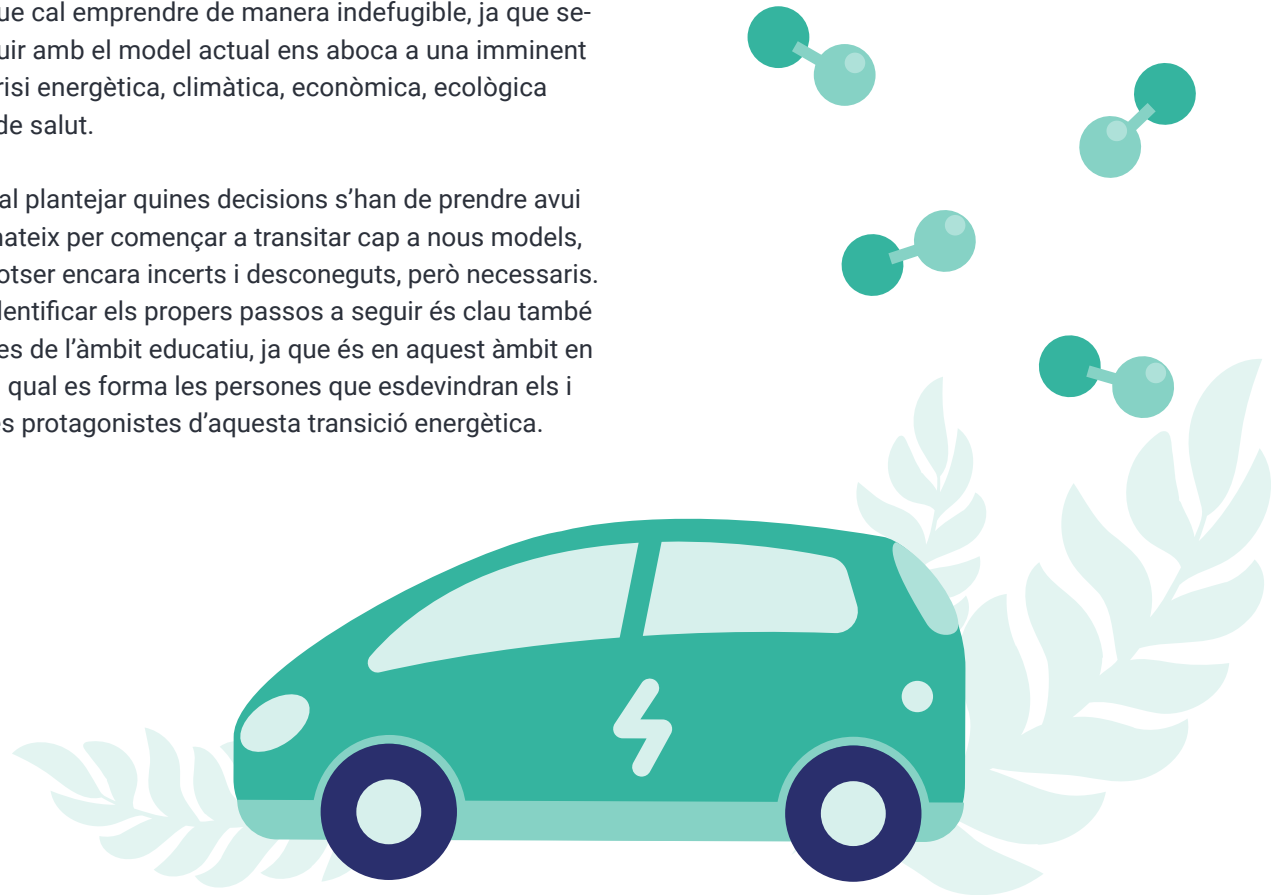 ue cal emprendre de manera indefugible, ja que se-
uir amb el model actual ens aboca a una imminent
risi energètica, climàtica, econòmica, ecològica
de salut.
al plantejar quines decisions s’han de prendre avui
nateix per començar a transitar cap a nous models,
otser encara incerts i desconeguts, però necessaris.
dentificar els propers passos a seguir és clau també
es de l’àmbit educatiu, ja que és en aquest àmbit en
qual es forma les persones que esdevindran els i
es protagonistes d’aquesta transició energètica.